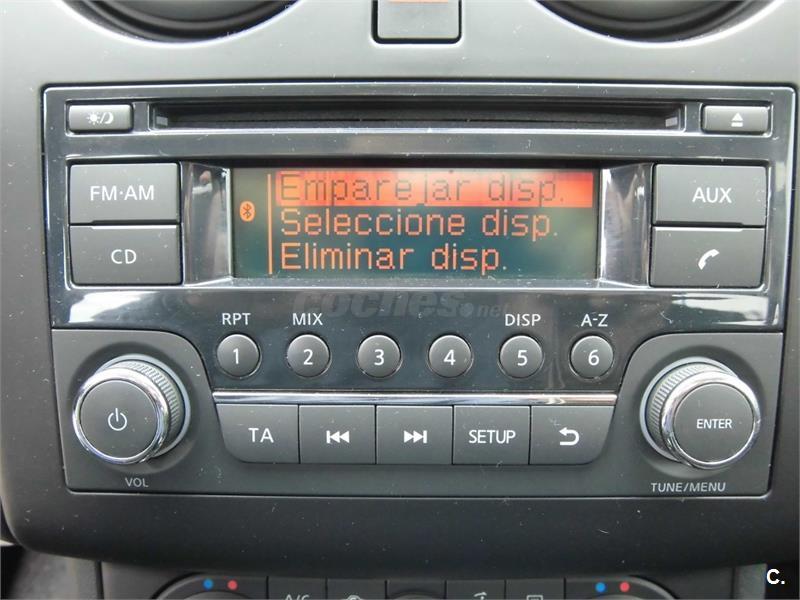 FM·AM
CD
Emparejar disp.
Seleccione disp.
Eliminar disp.
AUX
coches.net
RPT MIX DISP A-Z
1 2 3 4 5 6
TA SETUP ENTER
VOL TUNE/MENU
A/C
C.